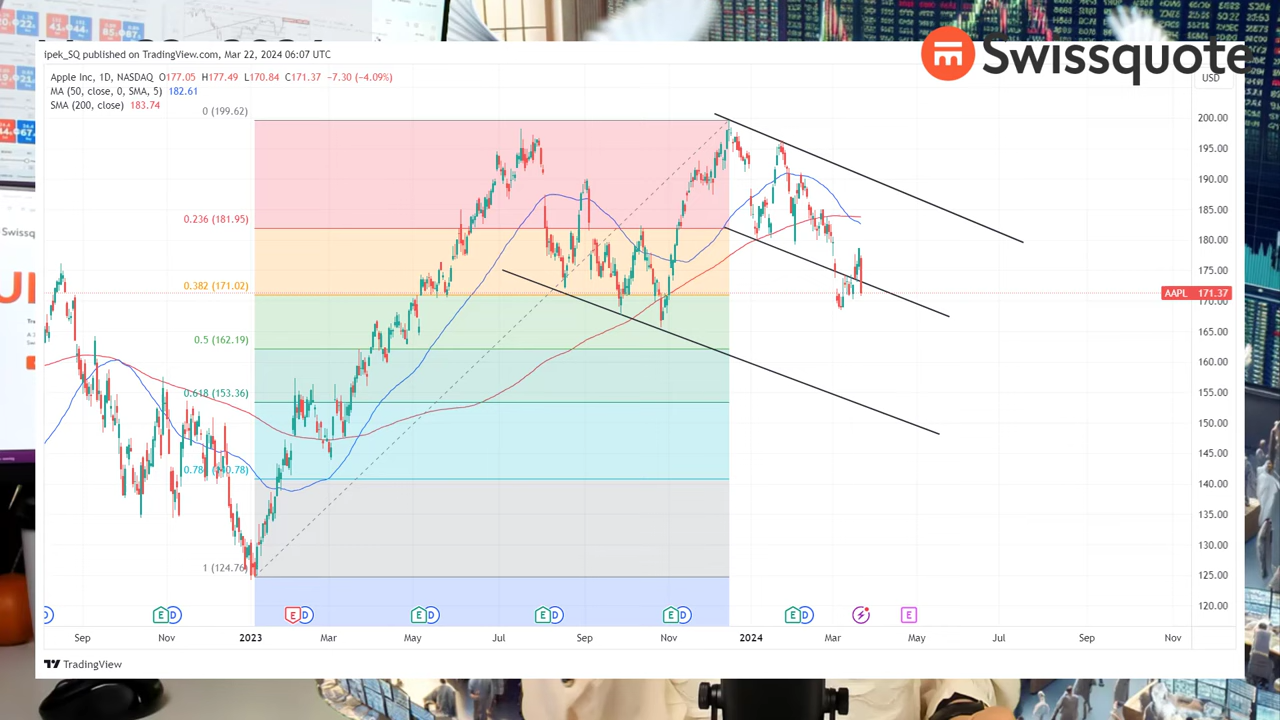 Swissquote
ipek_SQ published on TradingView.com, Mar 22, 2024 06:07 UTC
USD
Apple Inc, 1D, NASDAQ O177.05 H177.49 L170.84 C171.37 −7.30 (−4.09%)
MA (50, close, 0, SMA, 5) 182.61
SMA (200, close) 183.74
0 (199.62)
200.00
195.00
190.00
185.00
0.236 (181.95)
180.00
175.00
0.382 (171.02)
AAPL 171.37
170.00
165.00
0.5 (162.19)
160.00
155.00
0.618 (153.36)
150.00
145.00
140.00
135.00
130.00
1 (124.76)
125.00
120.00
E D E D E D E D E D E D E
Sep Nov 2023 Mar May Jul Sep Nov 2024 Mar May Jul Sep Nov
TradingView